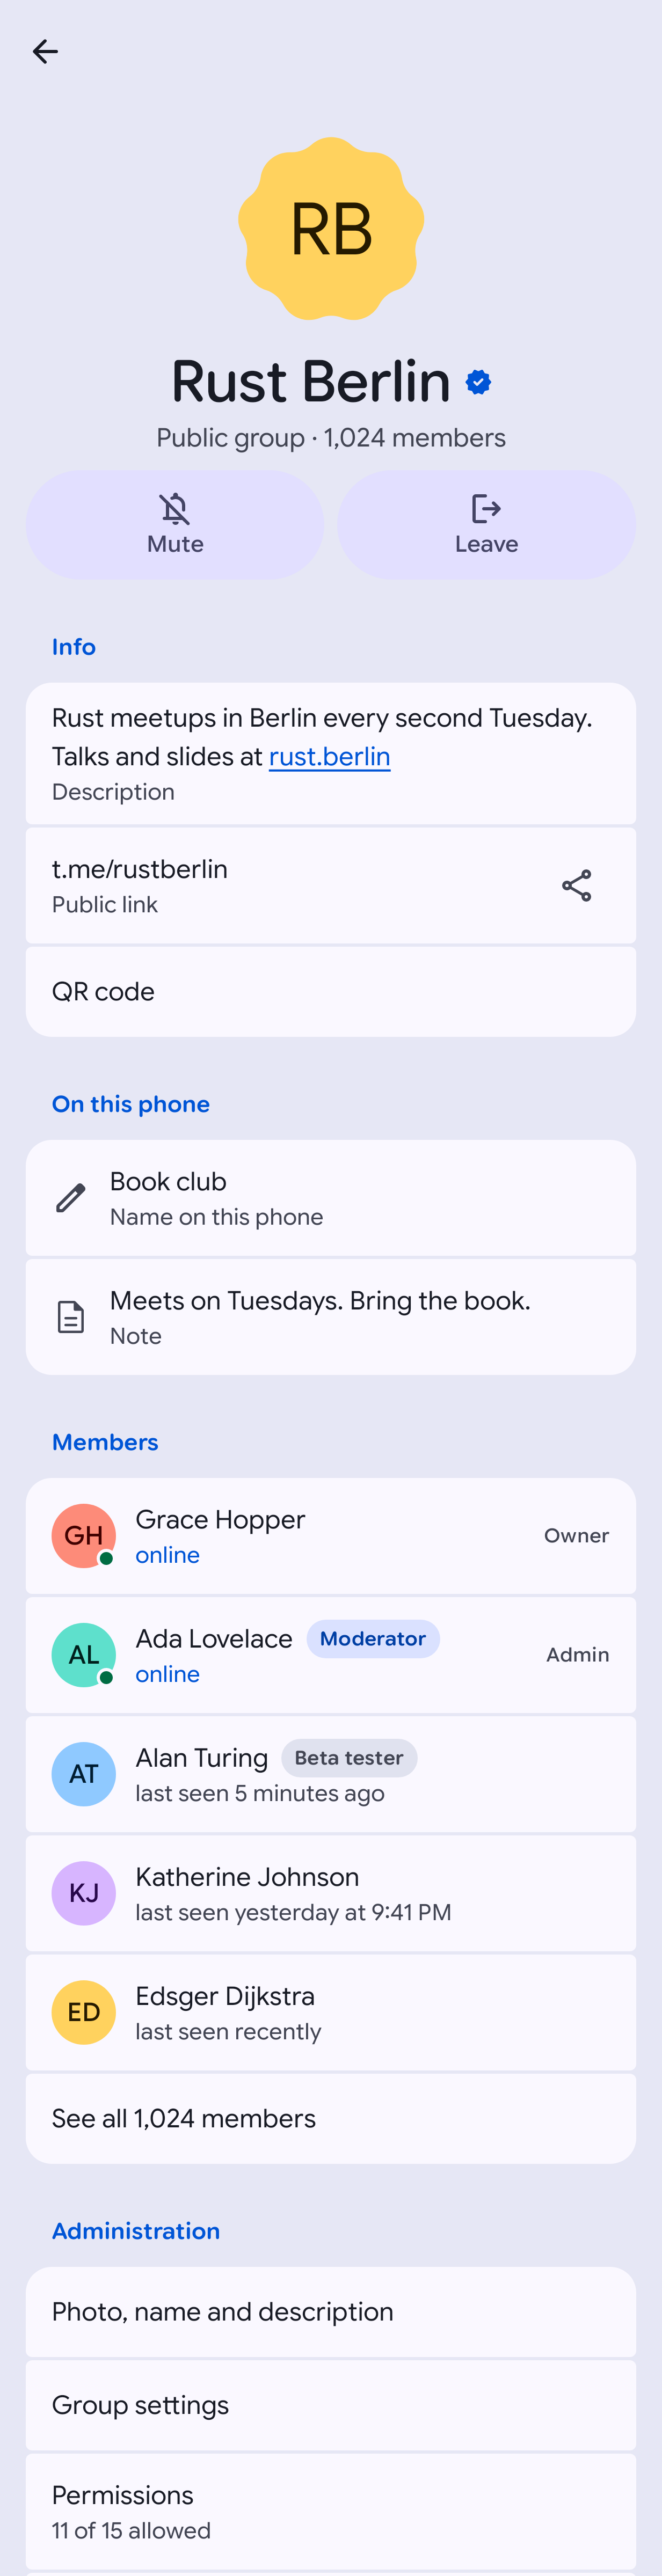 RB
Rust Berlin
Public group · 1,024 members
Mute
Leave
Info
Rust meetups in Berlin every second Tuesday.
Talks and slides at rust.berlin
Description
t.me/rustberlin
Public link
QR code
On this phone
Book club
Name on this phone
Meets on Tuesdays. Bring the book.
Note
Members
GH
Grace Hopper
online
Owner
AL
Ada Lovelace Moderator
online
Admin
AT
Alan Turing Beta tester
last seen 5 minutes ago
KJ
Katherine Johnson
last seen yesterday at 9:41 PM
ED
Edsger Dijkstra
last seen recently
See all 1,024 members
Administration
Photo, name and description
Group settings
Permissions
11 of 15 allowed